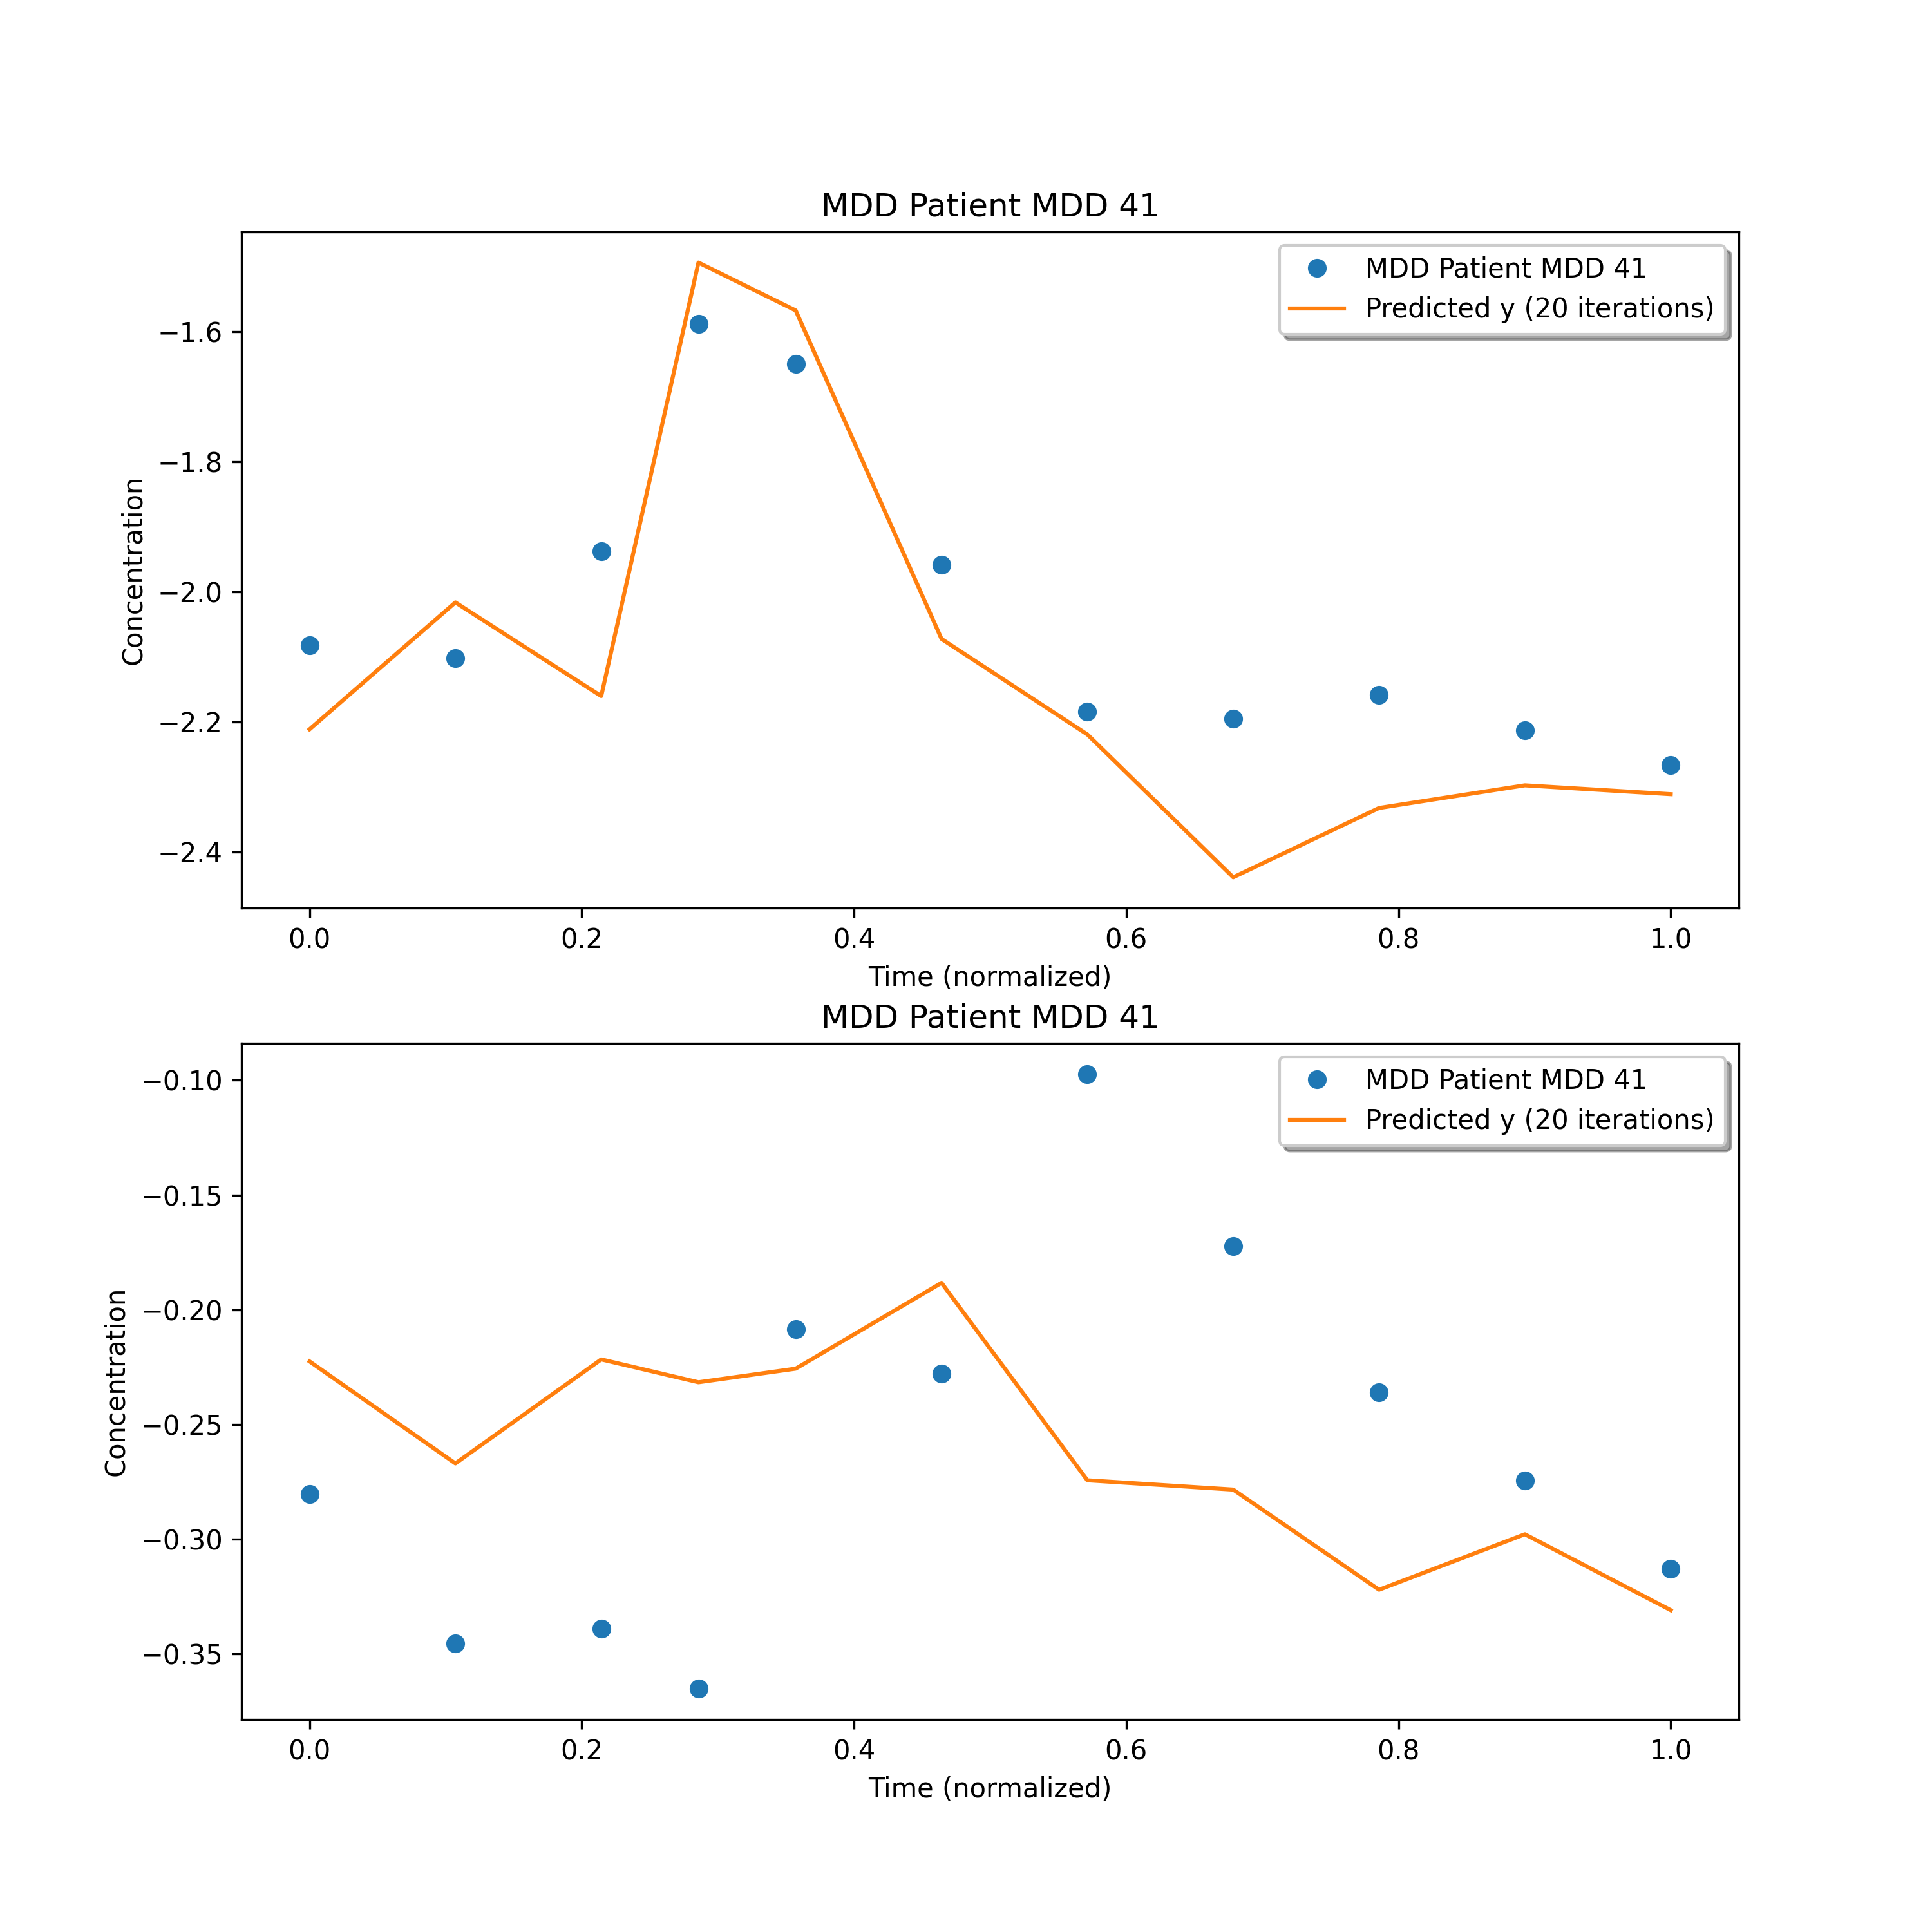 MDD Patient MDD 41
MDD Patient MDD 41
Predicted y (20 iterations)
−1.6
−1.8
−2.0
−2.2
−2.4
Concentration
0.0 0.2 0.4 0.6 0.8 1.0
Time (normalized)
MDD Patient MDD 41
MDD Patient MDD 41
Predicted y (20 iterations)
−0.10
−0.15
−0.20
−0.25
−0.30
−0.35
Concentration
0.0 0.2 0.4 0.6 0.8 1.0
Time (normalized)